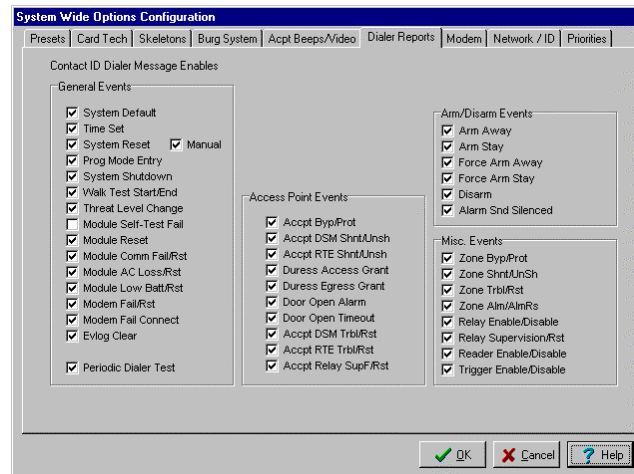 System Wide Options Configuration
Presets Card Tech Skeletons Burg System Acpt Beeps/Video Dialer Reports Modem Network / ID Priorities
Contact ID Dialer Message Enables
General Events
System Default
Time Set
System Reset Manual
Prog Mode Entry
System Shutdown
Walk Test Start/End
Threat Level Change
Module Self-Test Fail
Module Reset
Module Comm Fail/Rst
Module AC Loss/Rst
Module Low Batt/Rst
Modem Fail/Rst
Modem Fail Connect
Evlog Clear
Periodic Dialer Test
Access Point Events
Accpt Byp/Prot
Accpt DSM Shnt/Unsh
Accpt RTE Shnt/Unsh
Duress Access Grant
Duress Egress Grant
Door Open Alarm
Door Open Timeout
Accpt DSM Trbl/Rst
Accpt RTE Trbl/Rst
Accpt Relay SupF/Rst
Arm/Disarm Events
Arm Away
Arm Stay
Force Arm Away
Force Arm Stay
Disarm
Alarm Snd Silenced
Misc. Events
Zone Byp/Prot
Zone Shnt/UnSh
Zone Trbl/Rst
Zone Alm/AlmRs
Relay Enable/Disable
Relay Supervision/Rst
Reader Enable/Disable
Trigger Enable/Disable
OK Cancel ? Help